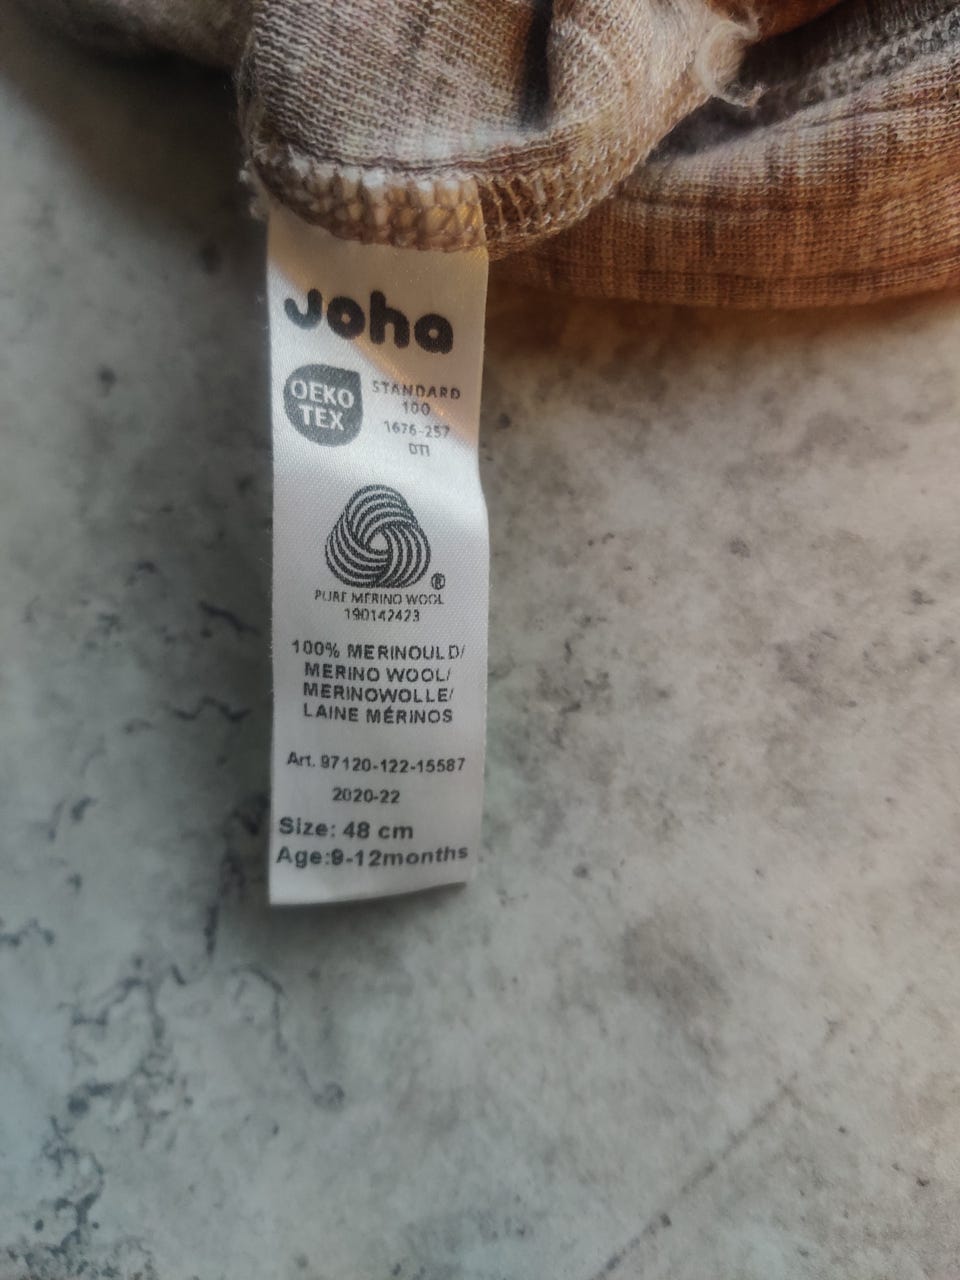 Joha
OEKO
TEX
STANDARD
100
1676-257
DTI
®
PURE MERINO WOOL
190142423
100% MERINOULD/
MERINO WOOL/
MERINOWOLLE/
LAINE MÉRINOS
Art. 97120-122-15587
2020-22
Size: 48 cm
Age:9-12months